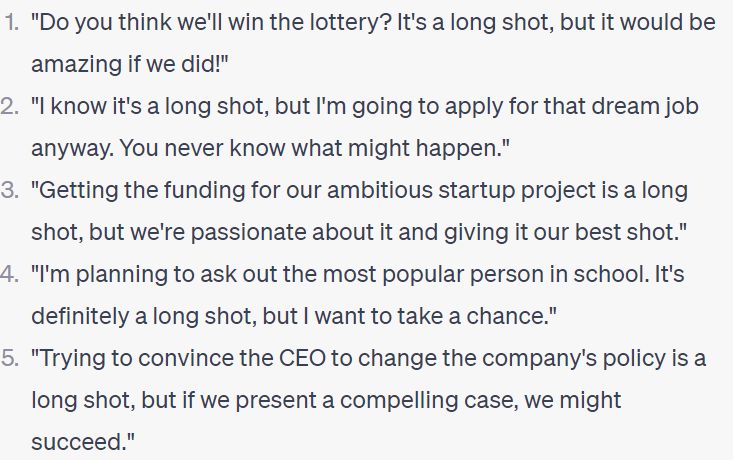 1. "Do you think we'll win the lottery? It's a long shot, but it would be
amazing if we did!"
2. "I know it's a long shot, but I'm going to apply for that dream job
anyway. You never know what might happen."
3. "Getting the funding for our ambitious startup project is a long
shot, but we're passionate about it and giving it our best shot."
4. "I'm planning to ask out the most popular person in school. It's
definitely a long shot, but I want to take a chance."
5. "Trying to convince the CEO to change the company's policy is a
long shot, but if we present a compelling case, we might
succeed."